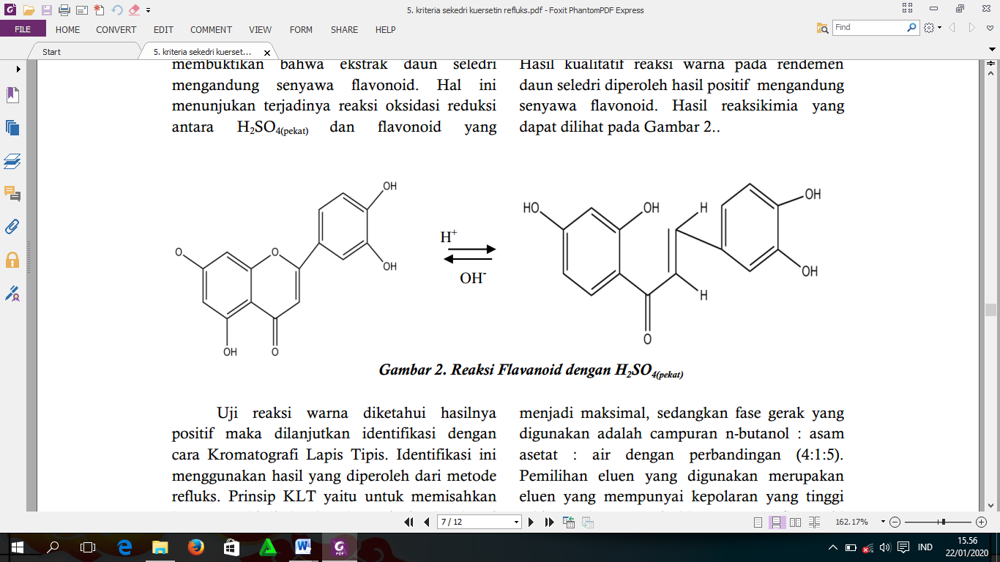 5. kriteria sekedri kuersetin refluks.pdf - Foxit PhantomPDF Express
FILE HOME CONVERT EDIT COMMENT VIEW FORM SHARE HELP
Find
Start
5. kriteria sekedri kuerset...
membuktikan bahwa ekstrak daun seledri
mengandung senyawa flavonoid. Hal ini
menunjukan terjadinya reaksi oksidasi reduksi
antara H₂SO₄₍pekat₎ dan flavonoid yang
Hasil kualitatif reaksi warna pada rendemen
daun seledri diperoleh hasil positif mengandung
senyawa flavonoid. Hasil reaksikimia yang
dapat dilihat pada Gambar 2..
OH
O
O
OH
OH
O
H⁺
OH⁻
HO
OH
H
OH
OH
H
O
Gambar 2. Reaksi Flavanoid dengan H₂SO₄₍pekat₎
Uji reaksi warna diketahui hasilnya
positif maka dilanjutkan identifikasi dengan
cara Kromatografi Lapis Tipis. Identifikasi ini
menggunakan hasil yang diperoleh dari metode
refluks. Prinsip KLT yaitu untuk memisahkan
menjadi maksimal, sedangkan fase gerak yang
digunakan adalah campuran n-butanol : asam
asetat : air dengan perbandingan (4:1:5).
Pemilihan eluen yang digunakan merupakan
eluen yang mempunyai kepolaran yang tinggi
7 / 12
162.17%
IND
15.56
22/01/2020
PDF